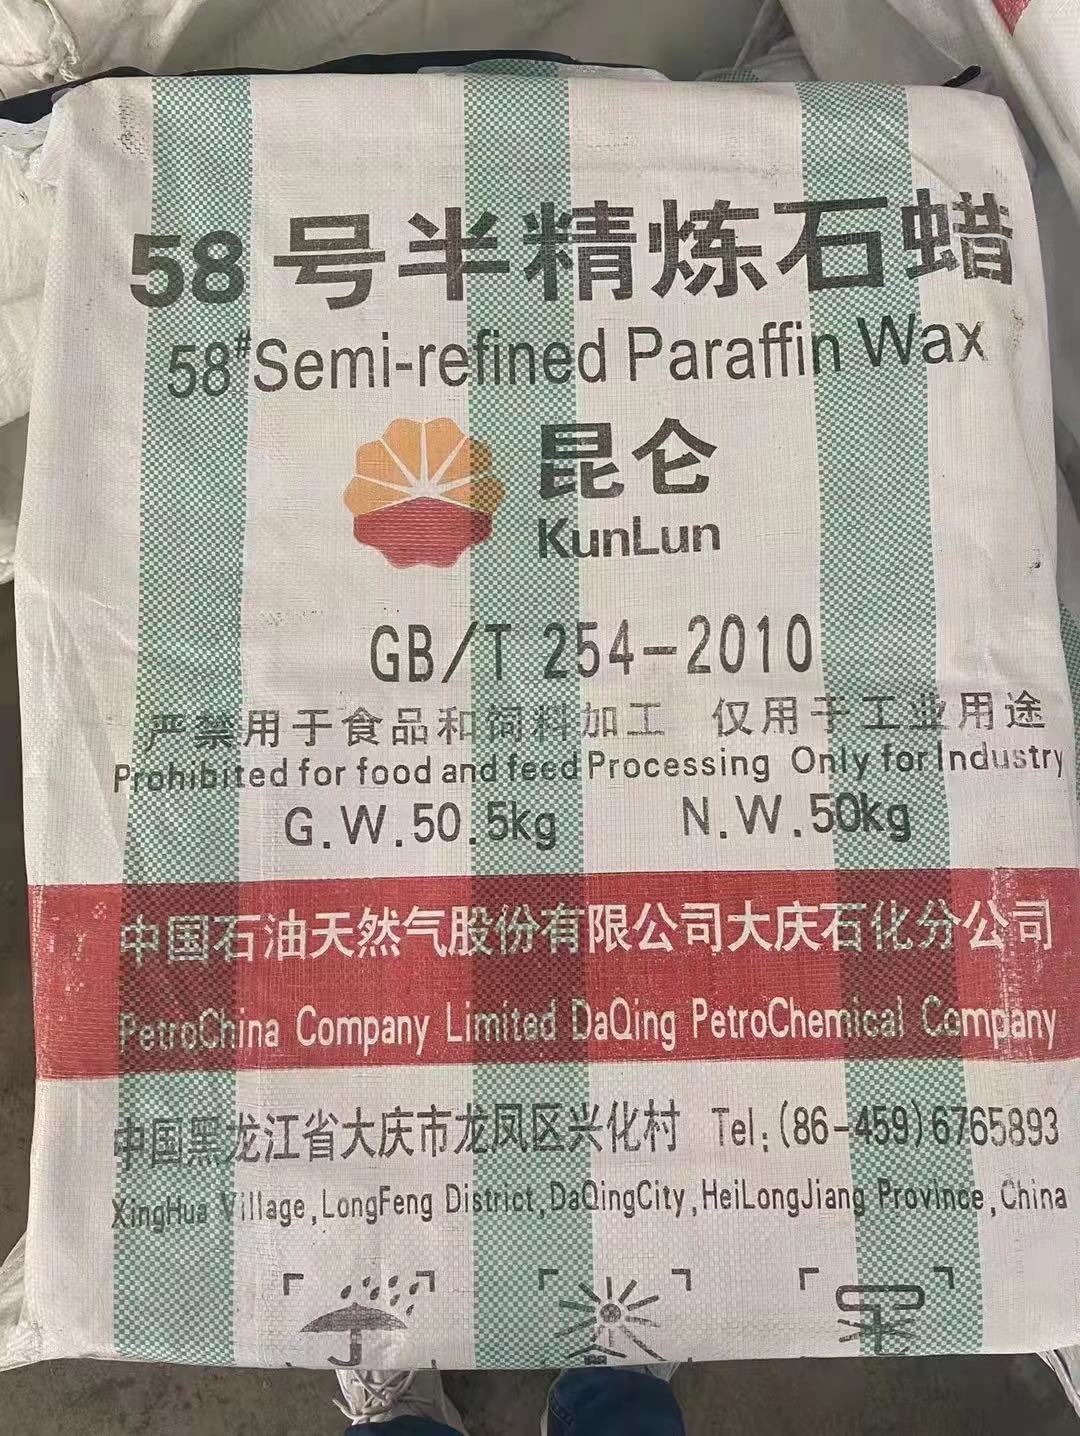 58号半精炼石蜡
58#Semi-refined Paraffin Wax
昆仑
KunLun
GB/T 254-2010
严禁用于食品和饲料加工 仅用于工业用途
Prohibited for food and feed Processing Only for Industry
G.W.50.5kg N.W.50kg
中国石油天然气股份有限公司大庆石化分公司
PetroChina Company Limited DaQing PetroChemical Company
中国黑龙江省大庆市龙凤区兴化村 Tel:(86-459)6765893
XingHua Village,LongFeng District,DaQingCity,HeiLongJiang Province,China